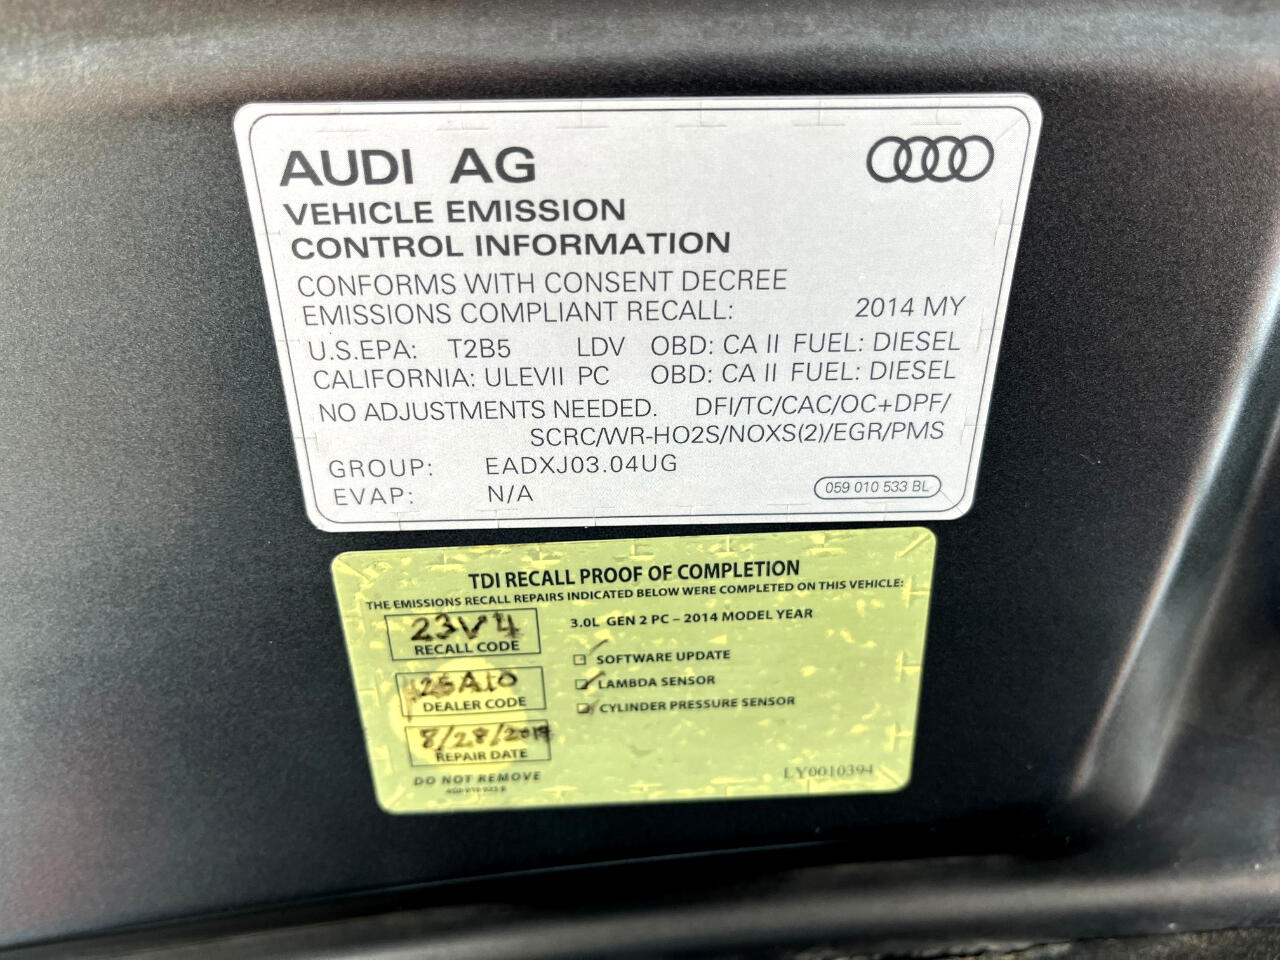 AUDI AG
VEHICLE EMISSION
CONTROL INFORMATION
CONFORMS WITH CONSENT DECREE
EMISSIONS COMPLIANT RECALL: 2014 MY
U.S.EPA: T2B5 LDV OBD: CA II FUEL: DIESEL
CALIFORNIA: ULEVII PC OBD: CA II FUEL: DIESEL
NO ADJUSTMENTS NEEDED. DFI/TC/CAC/OC+DPF/
SCRC/WR-HO2S/NOXS(2)/EGR/PMS
GROUP: EADXJ03.04UG
EVAP: N/A
059 010 533 BL
TDI RECALL PROOF OF COMPLETION
THE EMISSIONS RECALL REPAIRS INDICATED BELOW WERE COMPLETED ON THIS VEHICLE:
23V4
RECALL CODE
3.0L GEN 2 PC – 2014 MODEL YEAR
SOFTWARE UPDATE
LAMBDA SENSOR
CYLINDER PRESSURE SENSOR
DEALER CODE
8/28/
REPAIR DATE
DO NOT REMOVE
LY0010394